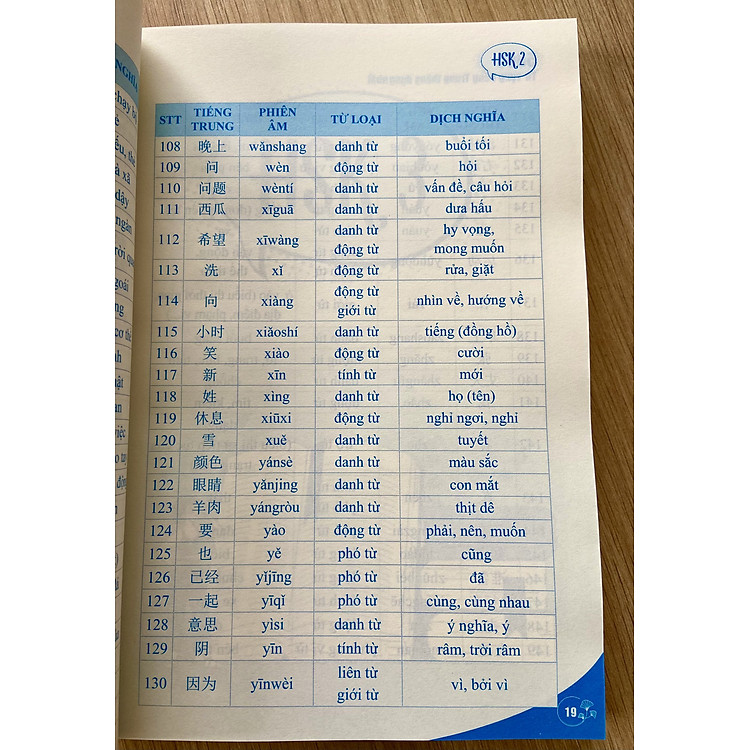 HSK 2
STT TIẾNG TRUNG PHIÊN ÂM TỪ LOẠI DỊCH NGHĨA
108 晚上 wǎnshang danh từ buổi tối
109 问 wèn động từ hỏi
110 问题 wèntí danh từ vấn đề, câu hỏi
111 西瓜 xīguā danh từ dưa hấu
112 希望 xīwàng danh từ động từ hy vọng, mong muốn
113 洗 xǐ động từ rửa, giặt
114 向 xiàng động từ giới từ nhìn về, hướng về
115 小时 xiǎoshí danh từ tiếng (đồng hồ)
116 笑 xiào động từ cười
117 新 xīn tính từ mới
118 姓 xìng danh từ họ (tên)
119 休息 xiūxi động từ nghỉ ngơi, nghỉ
120 雪 xuě danh từ tuyết
121 颜色 yánsè danh từ màu sắc
122 眼睛 yǎnjing danh từ con mắt
123 羊肉 yángròu danh từ thịt dê
124 要 yào động từ phải, nên, muốn
125 也 yě phó từ cũng
126 已经 yǐjīng phó từ đã
127 一起 yīqǐ phó từ cùng, cùng nhau
128 意思 yìsi danh từ ý nghĩa, ý
129 阴 yīn tính từ râm, trời râm
130 因为 yīnwèi liên từ giới từ vì, bởi vì
19